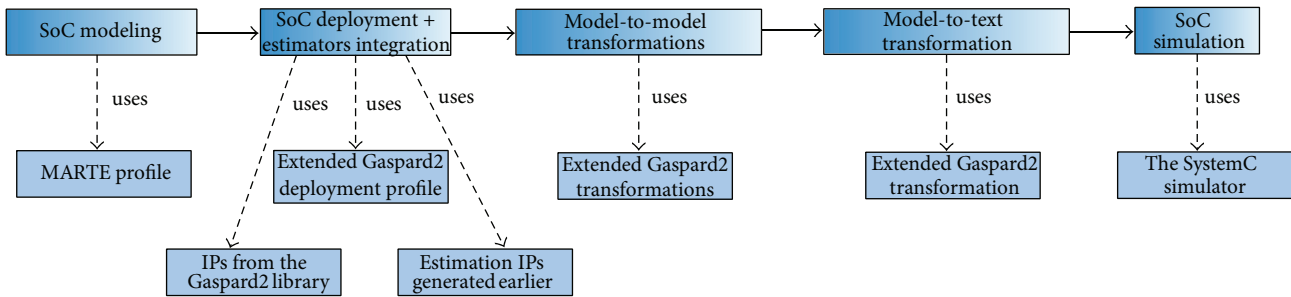 SoC modeling
SoC deployment +
estimators integration
Model-to-model
transformations
Model-to-text
transformation
SoC
simulation
uses
uses
uses
uses
uses
uses
uses
MARTE profile
Extended Gaspard2
deployment profile
Extended Gaspard2
transformations
Extended Gaspard2
transformation
The SystemC
simulator
IPs from the
Gaspard2 library
Estimation IPs
generated earlier